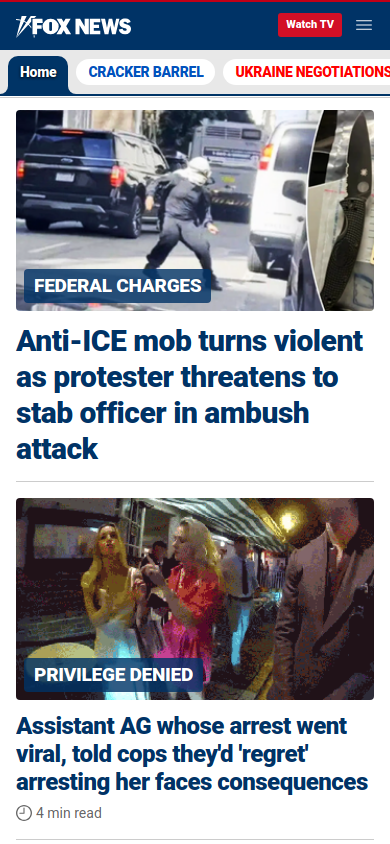 FOX NEWS
Watch TV
Home
CRACKER BARREL
UKRAINE NEGOTIATIONS
FEDERAL CHARGES
Anti-ICE mob turns violent
as protester threatens to
stab officer in ambush
attack
PRIVILEGE DENIED
Assistant AG whose arrest went
viral, told cops they'd 'regret'
arresting her faces consequences
4 min read